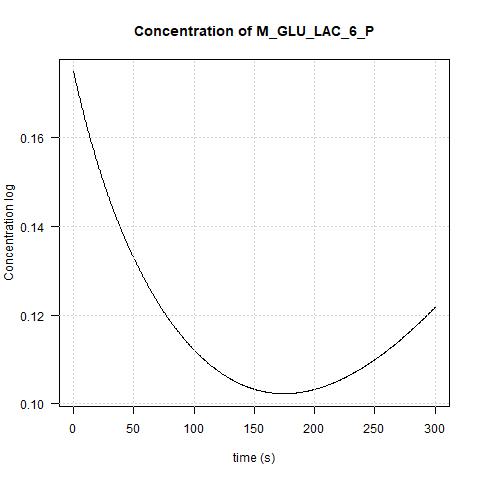 Concentration of M_GLU_LAC_6_P
Concentration log
0.16
0.14
0.12
0.10
0 50 100 150 200 250 300
time (s)